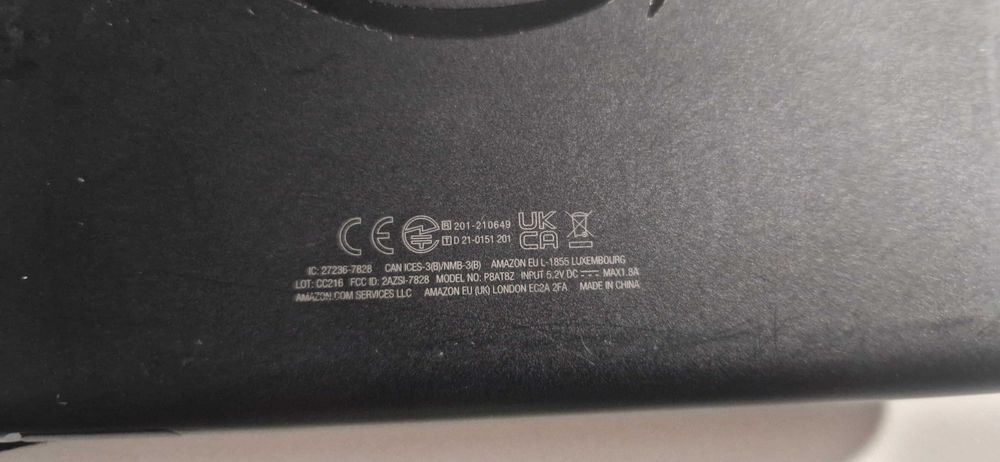 CE R 201-210649 UK
T D 21-0151 201 CA
IC: 27236-7828 CAN ICES-3(B)/NMB-3(B) AMAZON EU L-1855 LUXEMBOURG
LOT: CC216 FCC ID: 2AZSI-7828 MODEL NO: P8AT8Z INPUT 5.2V DC ⎓ MAX1.8A
AMAZON.COM SERVICES LLC AMAZON EU (UK) LONDON EC2A 2FA MADE IN CHINA